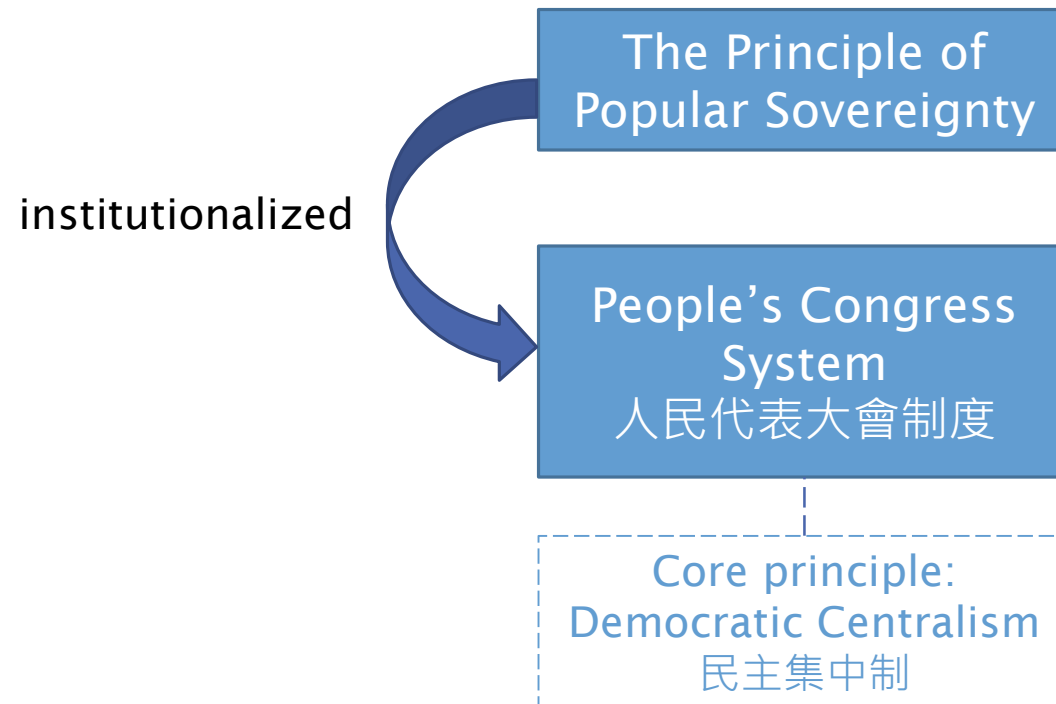 The Principle of
Popular Sovereignty
institutionalized
People’s Congress
System
人民代表大會制度
Core principle:
Democratic Centralism
民主集中制